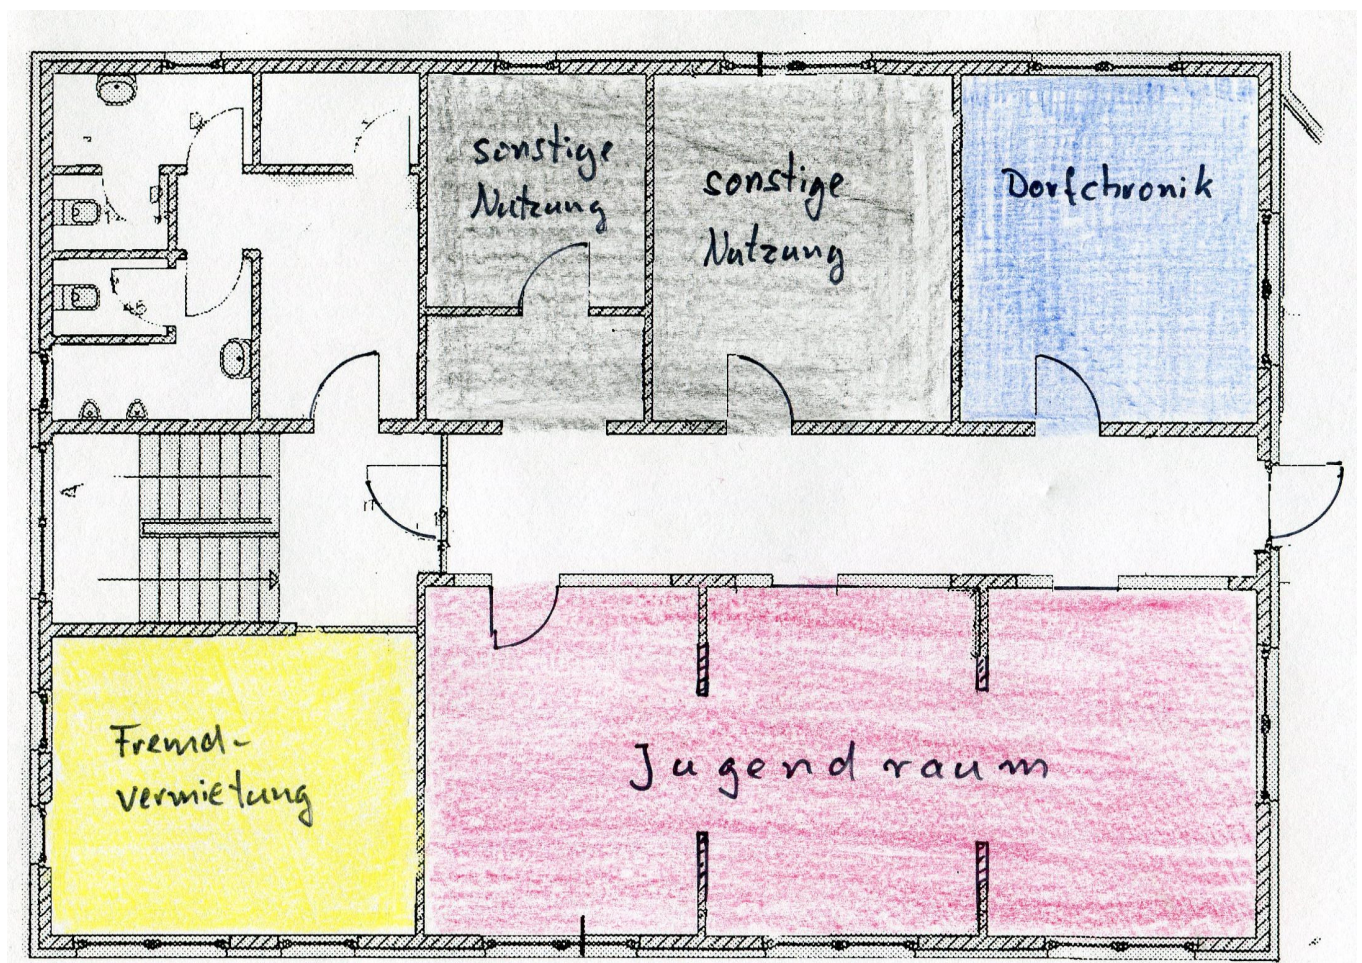 sonstige
Nutzung
sonstige
Nutzung
Dorfchronik
A
Fremd-
vermietung
Jugendraum